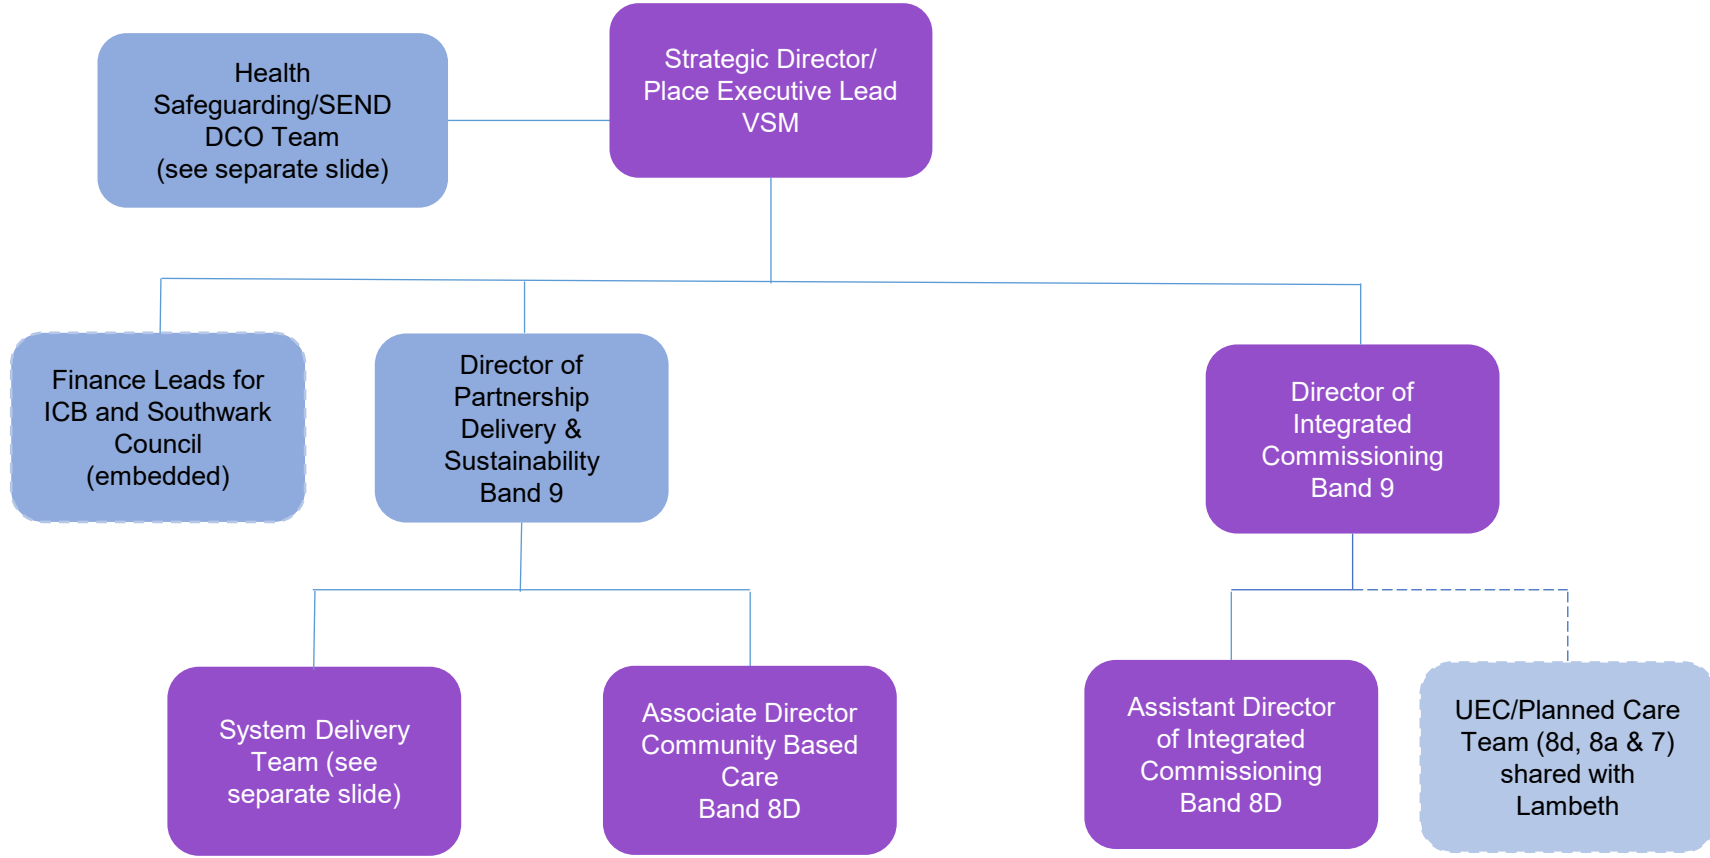 Health
Safeguarding/SEND
DCO Team
(see separate slide)
Strategic Director/
Place Executive Lead
VSM
Finance Leads for
ICB and Southwark
Council
(embedded)
Director of
Partnership
Delivery &
Sustainability
Band 9
Director of
Integrated
Commissioning
Band 9
System Delivery
Team (see
separate slide)
Associate Director
Community Based
Care
Band 8D
Assistant Director
of Integrated
Commissioning
Band 8D
UEC/Planned Care
Team (8d, 8a & 7)
shared with
Lambeth